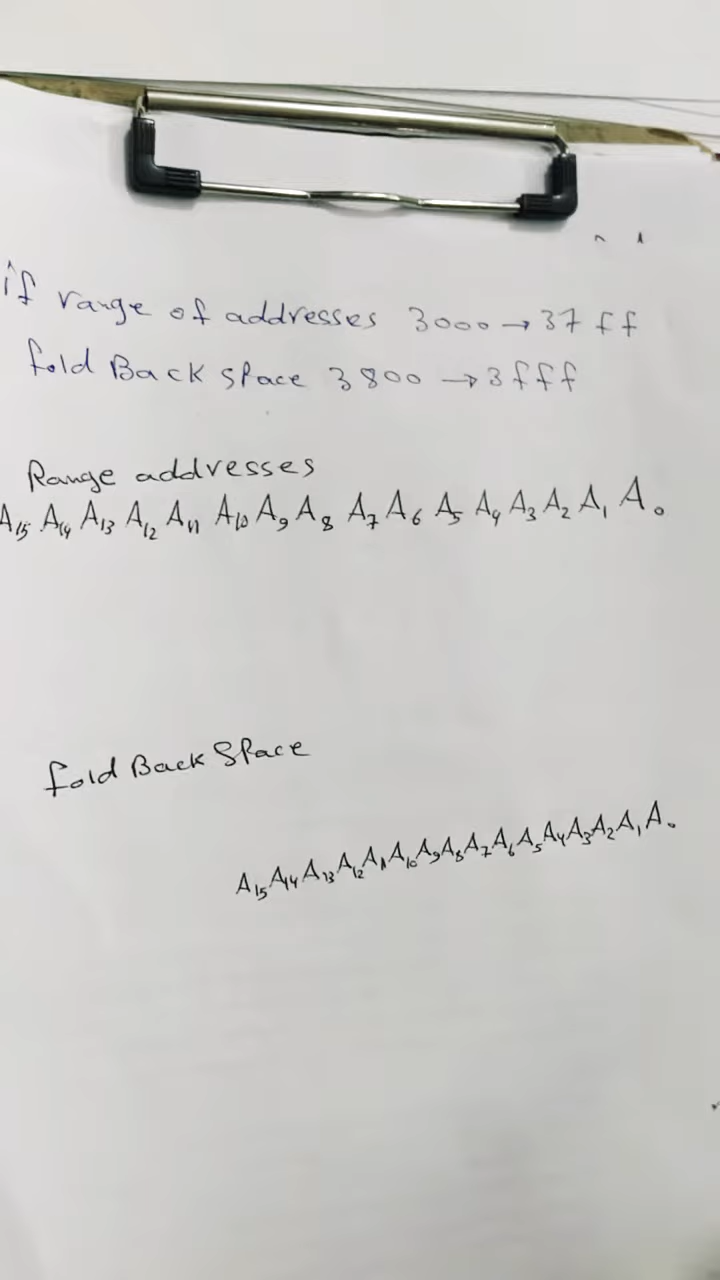 if range of addresses 3000 → 37ff
fold Back space 3800 → 3fff
Range addresses
A15 A14 A13 A12 A11 A10 A9 A8 A7 A6 A5 A4 A3 A2 A1 A0
fold Back Space
A15 A14 A13 A12 A11 A10 A9 A8 A7 A6 A5 A4 A3 A2 A1 A0